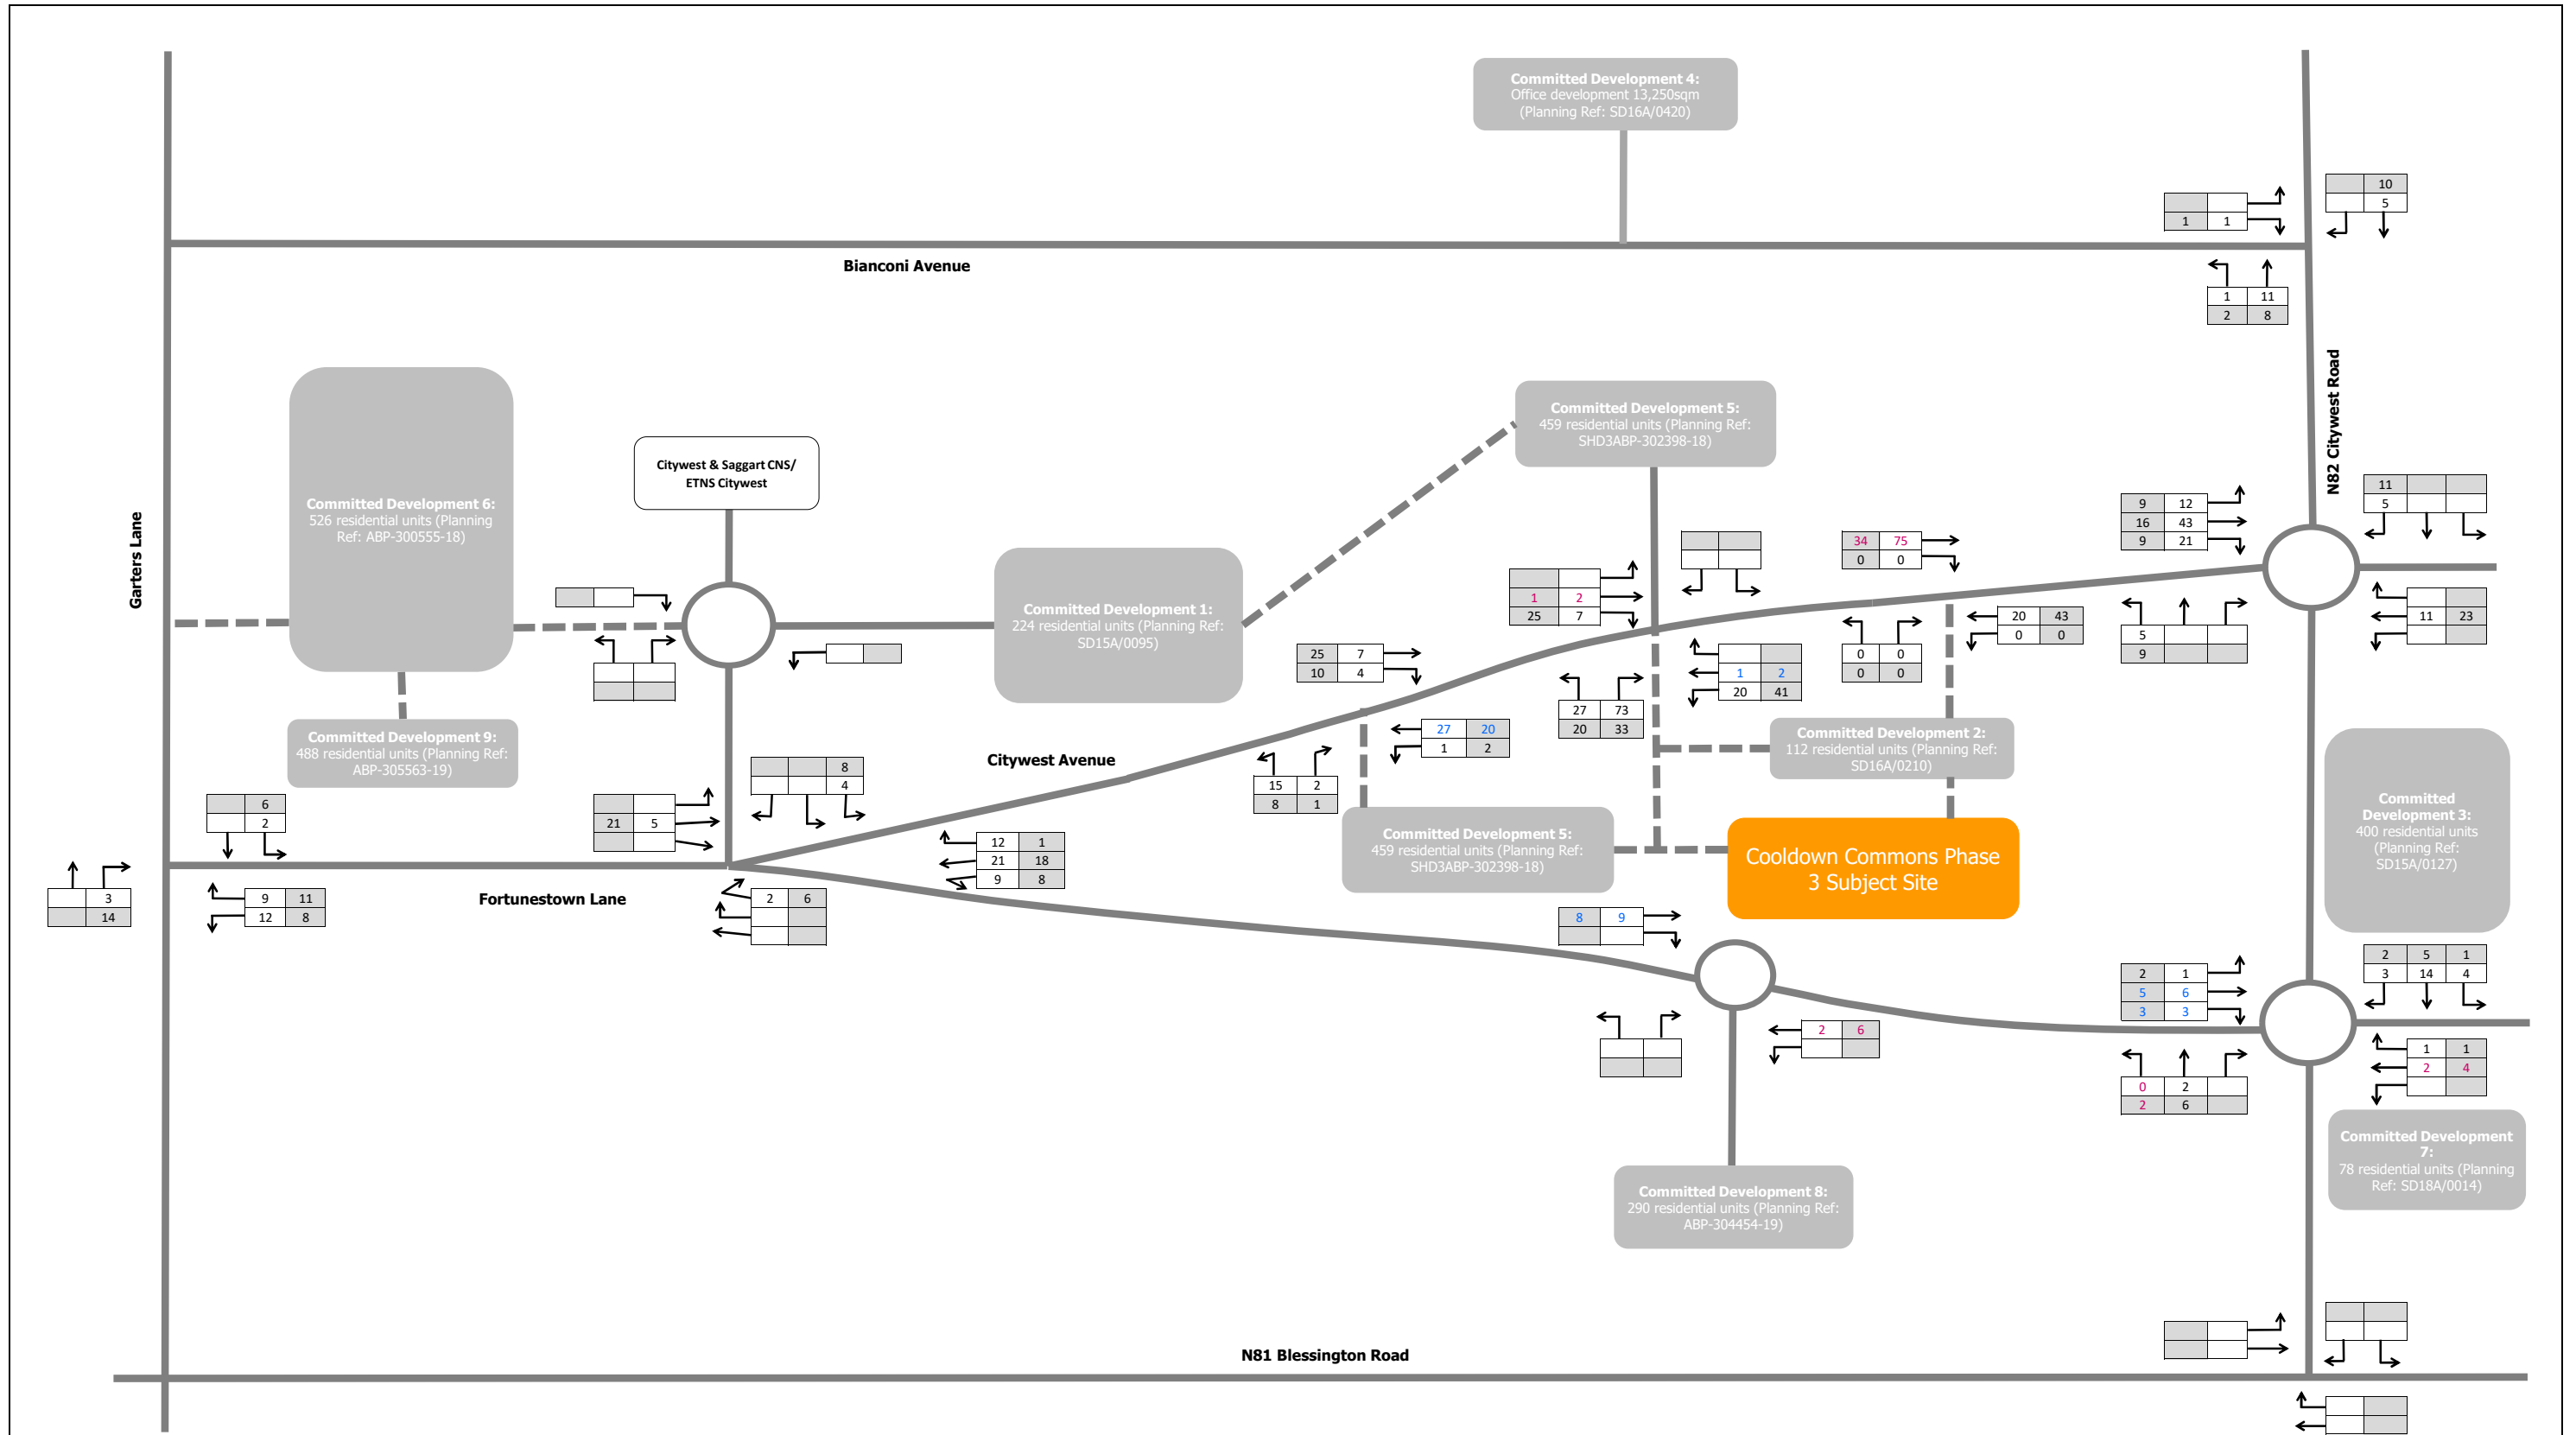 Committed Development 4:
Office development 13,250sqm
(Planning Ref: SD16A/0420)
10
5
1 1
Bianconi Avenue
1 11
2 8
N82 Citywest Road
Committed Development 5:
459 residential units (Planning Ref:
SHD3ABP-302398-18)
Citywest & Saggart CNS/
ETNS Citywest
Committed Development 6:
526 residential units (Planning
Ref: ABP-300555-18)
Garters Lane
Committed Development 1:
224 residential units (Planning Ref:
SD15A/0095)
9 12
16 43
9 21
11
5
34 75
0 0
1 2
25 7
11 23
20 43
0 0
5
9
0 0
0 0
1 2
20 41
25 7
10 4
27 73
20 33
27 20
1 2
15 2
8 1
Committed Development 9:
488 residential units (Planning Ref:
ABP-305563-19)
Citywest Avenue
Committed Development 2:
112 residential units (Planning Ref:
SD16A/0210)
Committed
Development 3:
400 residential units
(Planning Ref:
SD15A/0127)
8
4
6
2
21 5
12 1
21 18
9 8
Committed Development 5:
459 residential units (Planning Ref:
SHD3ABP-302398-18)
Cooldown Commons Phase
3 Subject Site
3
14
9 11
12 8
Fortunestown Lane
2 6
8 9
2 5 1
3 14 4
2 1
5 6
3 3
2 6
1 1
2 4
0 2
2 6
Committed Development
7:
78 residential units (Planning
Ref: SD18A/0014)
Committed Development 8:
290 residential units (Planning Ref:
ABP-304454-19)
N81 Blessington Road